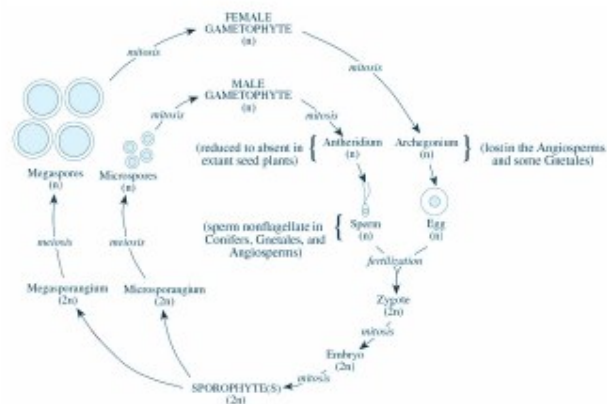 FEMALE
GAMETOPHYTE
(n)
mitosis
mitosis
MALE
GAMETOPHYTE
(n)
mitosis
mitosis
(reduced to absent in
extant seed plants)
Antheridium
(n)
Archegonium
(n)
(lost in the Angiosperms
and some Gnetales)
Megaspores
(n)
Microspores
(n)
(sperm nonflagellate in
Conifers, Gnetales, and
Angiosperms)
Sperm
(n)
Egg
(n)
meiosis
meiosis
fertilization
Megasporangium
(2n)
Microsporangium
(2n)
Zygote
(2n)
mitosis
Embryo
(2n)
mitosis
SPOROPHYTE(S)
(2n)